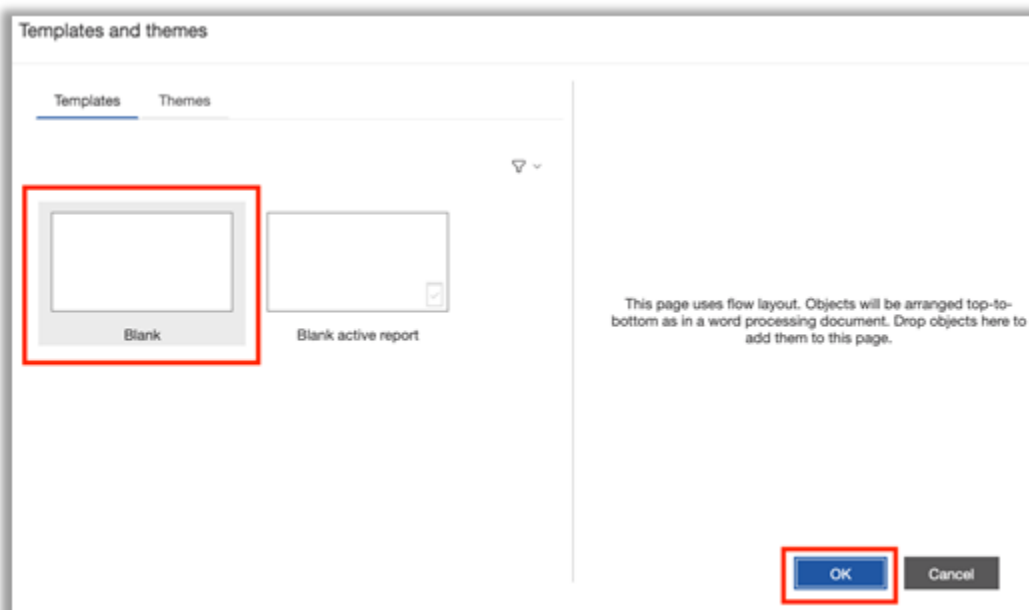 Templates and themes
Templates Themes
Blank
Blank active report
This page uses flow layout. Objects will be arranged top-to-
bottom as in a word processing document. Drop objects here to
add them to this page.
OK
Cancel